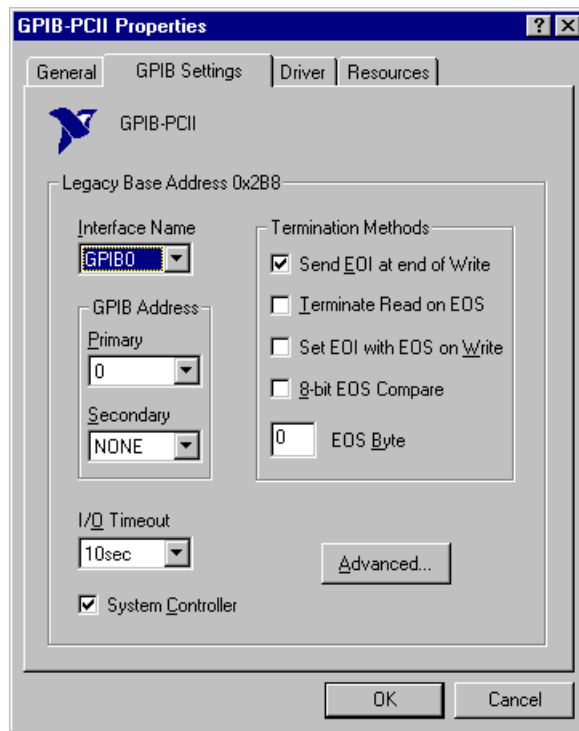 GPIB-PCII Properties
? X
General GPIB Settings Driver Resources
GPIB-PCII
Legacy Base Address 0x2B8
Interface Name
GPIB0
GPIB Address
Primary
0
Secondary
NONE
I/O Timeout
10sec
System Controller
Termination Methods
Send EOI at end of Write
Terminate Read on EOS
Set EOI with EOS on Write
8-bit EOS Compare
0 EOS Byte
Advanced...
OK Cancel